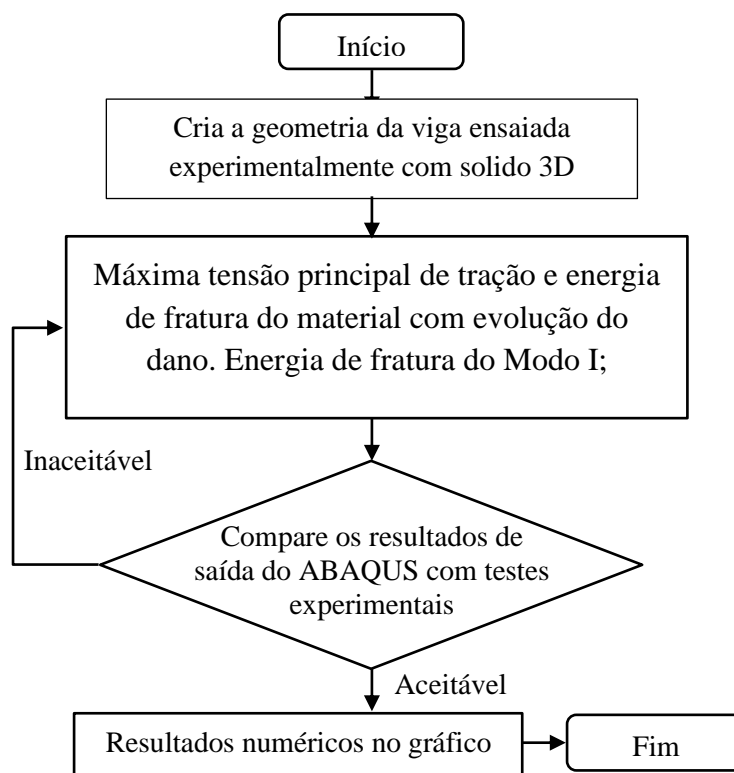 Início
Cria a geometria da viga ensaiada
experimentalmente com solido 3D
Máxima tensão principal de tração e energia
de fratura do material com evolução do
dano. Energia de fratura do Modo I;
Inaceitável
Compare os resultados de
saída do ABAQUS com testes
experimentais
Aceitável
Resultados numéricos no gráfico
Fim